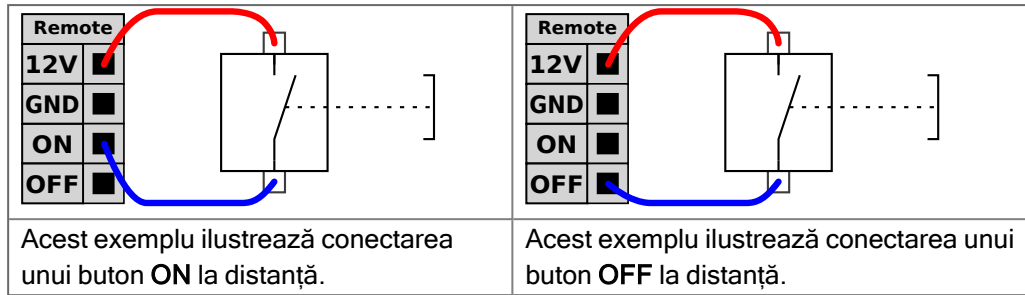 Remote
12V
GND
ON
OFF
Acest exemplu ilustrează conectarea
unui buton ON la distanță.
Remote
12V
GND
ON
OFF
Acest exemplu ilustrează conectarea unui
buton OFF la distanță.